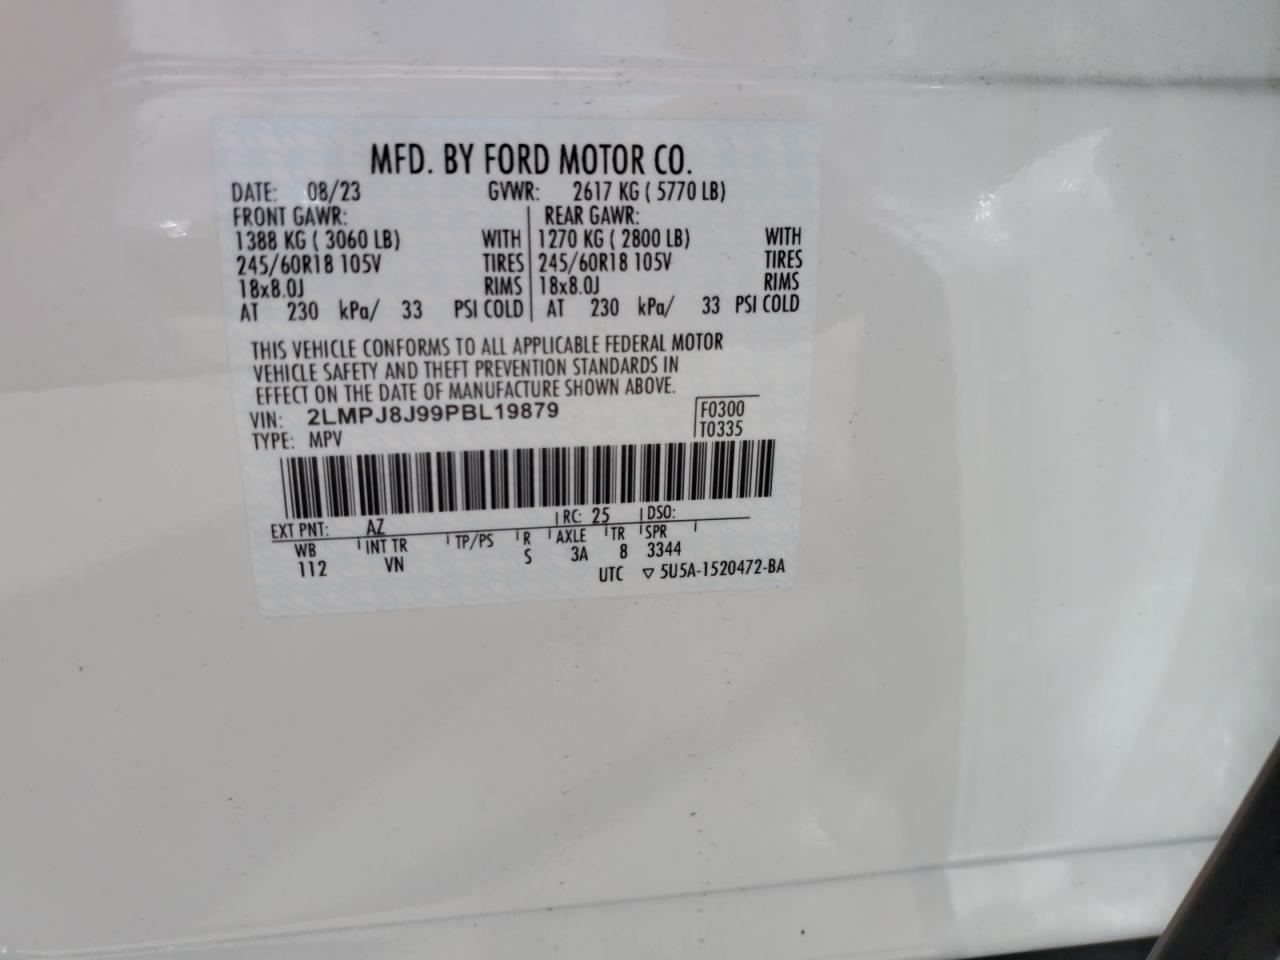 MFD. BY FORD MOTOR CO.
DATE: 08/23 GVWR: 2617 KG ( 5770 LB)
FRONT GAWR: REAR GAWR:
1388 KG ( 3060 LB) WITH 1270 KG ( 2800 LB) WITH
245/60R18 105V TIRES 245/60R18 105V TIRES
18x8.0J RIMS 18x8.0J RIMS
AT 230 kPa/ 33 PSI COLD AT 230 kPa/ 33 PSI COLD
THIS VEHICLE CONFORMS TO ALL APPLICABLE FEDERAL MOTOR
VEHICLE SAFETY AND THEFT PREVENTION STANDARDS IN
EFFECT ON THE DATE OF MANUFACTURE SHOWN ABOVE.
VIN: 2LMPJ8J99PBL19879 F0300
TYPE: MPV T0335
EXT PNT: AZ RC: 25 DSO:
WB INT TR TP/PS R AXLE TR SPR
112 VN S 3A 8 3344
UTC ▽ 5U5A-1520472-BA